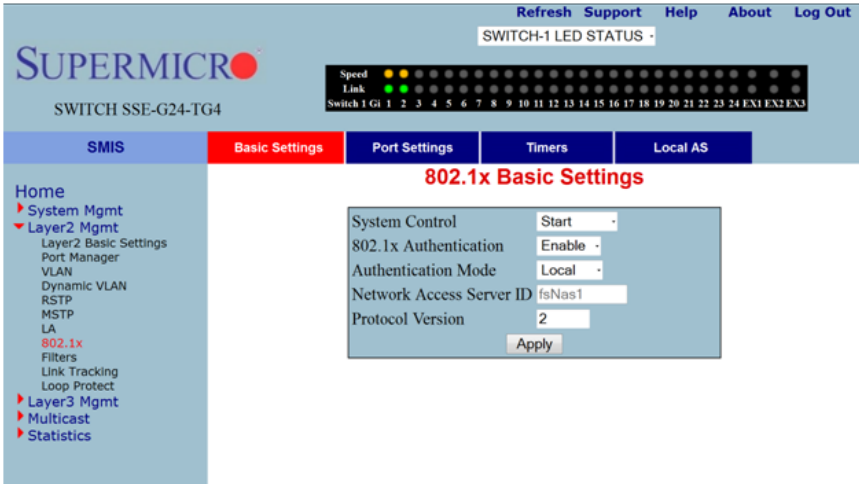 Refresh Support Help About Log Out
SWITCH-1 LED STATUS
SUPERMICRO
SWITCH SSE-G24-TG4
Speed
Link
Switch 1 Gi 1 2 3 4 5 6 7 8 9 10 11 12 13 14 15 16 17 18 19 20 21 22 23 24 EX1 EX2 EX3
SMIS
Basic Settings Port Settings Timers Local AS
Home
System Mgmt
Layer2 Mgmt
Layer2 Basic Settings
Port Manager
VLAN
Dynamic VLAN
RSTP
MSTP
LA
802.1x
Filters
Link Tracking
Loop Protect
Layer3 Mgmt
Multicast
Statistics
802.1x Basic Settings
System Control Start
802.1x Authentication Enable
Authentication Mode Local
Network Access Server ID fsNas1
Protocol Version 2
Apply